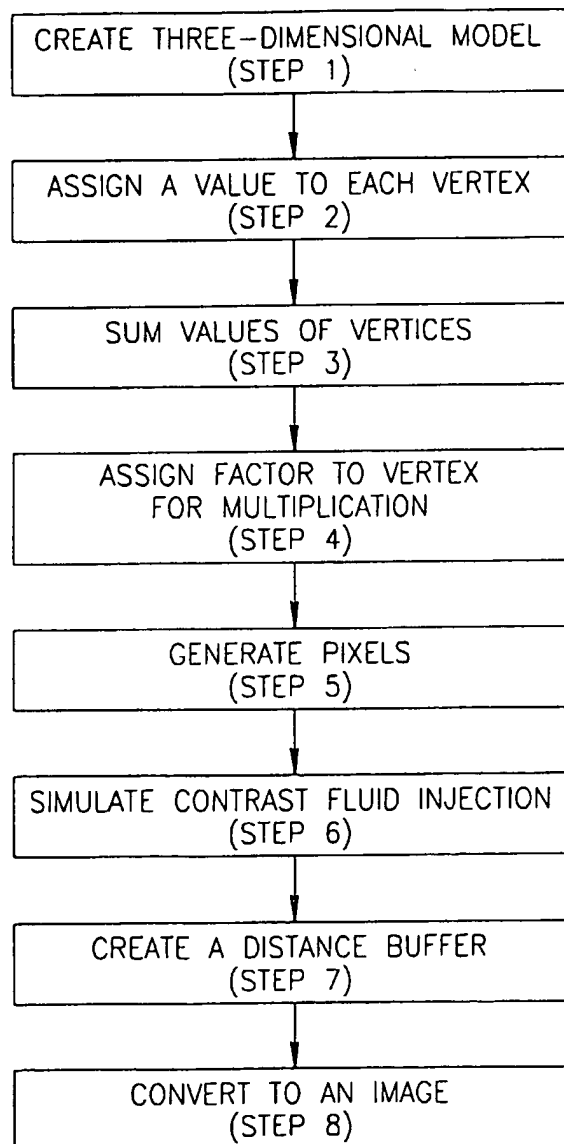 CREATE THREE-DIMENSIONAL MODEL
(STEP 1)
ASSIGN A VALUE TO EACH VERTEX
(STEP 2)
SUM VALUES OF VERTICES
(STEP 3)
ASSIGN FACTOR TO VERTEX
FOR MULTIPLICATION
(STEP 4)
GENERATE PIXELS
(STEP 5)
SIMULATE CONTRAST FLUID INJECTION
(STEP 6)
CREATE A DISTANCE BUFFER
(STEP 7)
CONVERT TO AN IMAGE
(STEP 8)